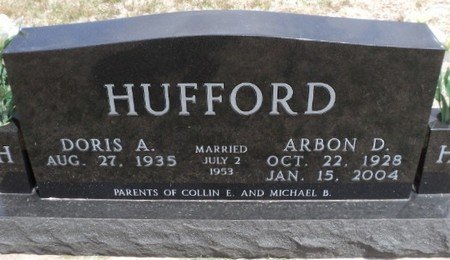 HUFFORD
DORIS A.
AUG. 27, 1935
MARRIED
JULY 2
1953
ARBON D.
OCT. 22, 1928
JAN. 15, 2004
PARENTS OF COLLIN E. AND MICHAEL B.
H
H